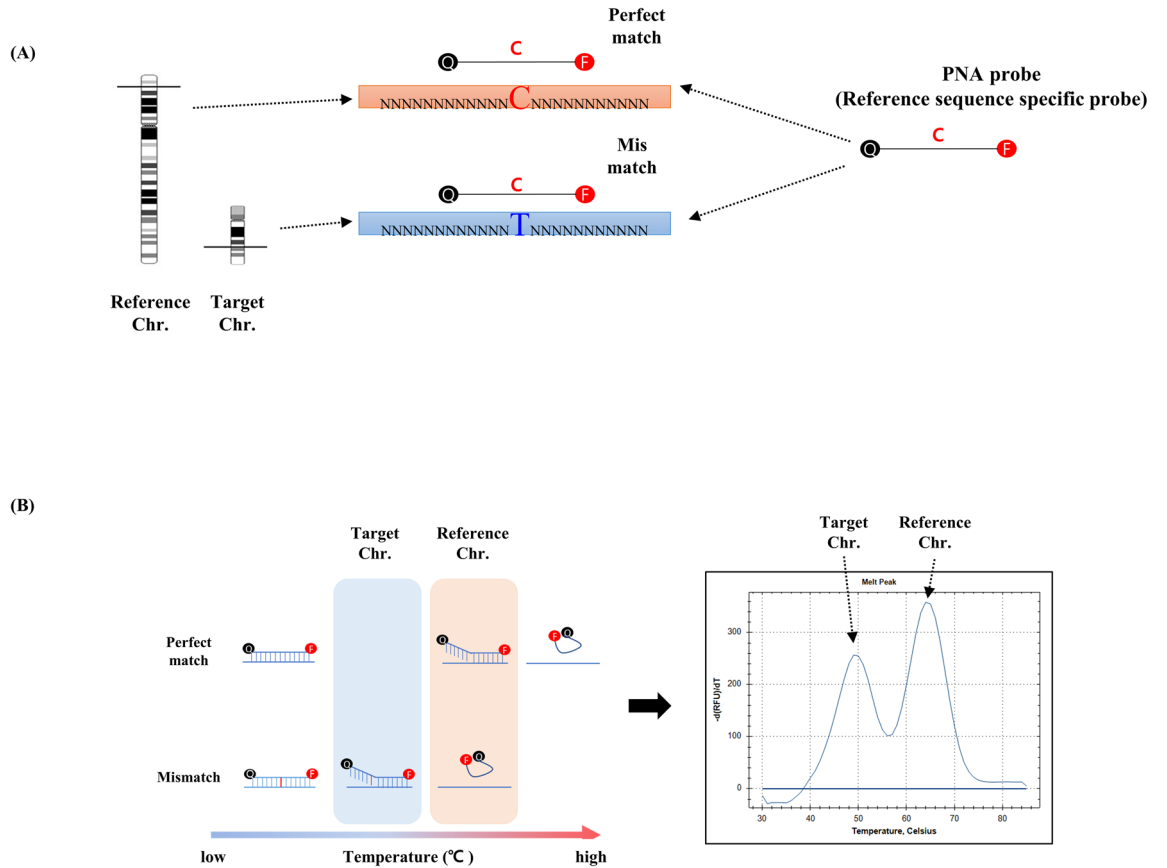 (A)
Perfect
match
C
Q F
NNNNNNNNNNNNCNNNNNNNNNNN
PNA probe
(Reference sequence specific probe)
C
Q F
Mis
match
C
Q F
NNNNNNNNNNNNTNNNNNNNNNNN
Reference
Chr.
Target
Chr.
(B)
Target
Chr.
Reference
Chr.
Perfect
match
Q F
Q F
F Q
Mismatch
Q F
Q F
F Q
low Temperature (℃) high
Target
Chr.
Reference
Chr.
Melt Peak
-d(RFU)/dT
300
200
100
0
30 40 50 60 70 80
Temperature, Celsius